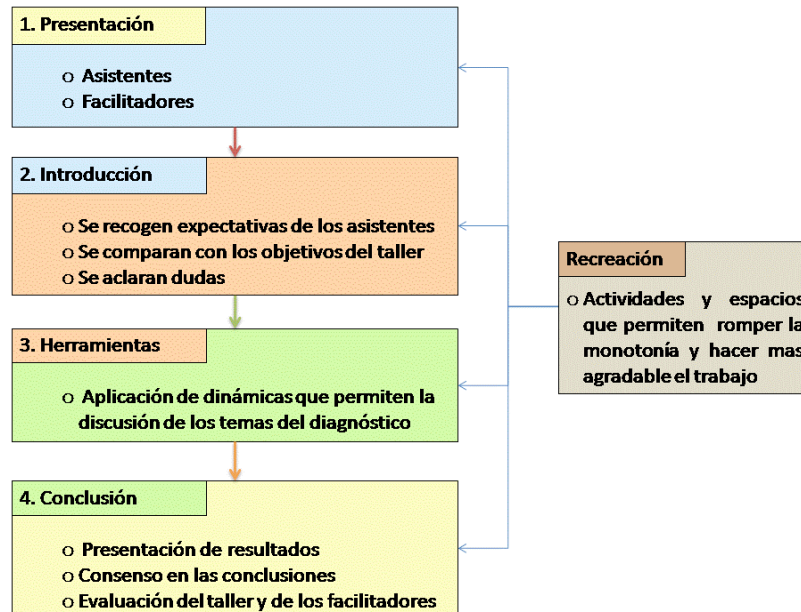 1. Presentación
o Asistentes
o Facilitadores
2. Introducción
o Se recogen expectativas de los asistentes
o Se comparan con los objetivos del taller
o Se aclaran dudas
3. Herramientas
o Aplicación de dinámicas que permiten la
discusión de los temas del diagnóstico
4. Conclusión
o Presentación de resultados
o Consenso en las conclusiones
o Evaluación del taller y de los facilitadores
Recreación
o Actividades y espacios
que permiten romper la
monotonía y hacer mas
agradable el trabajo